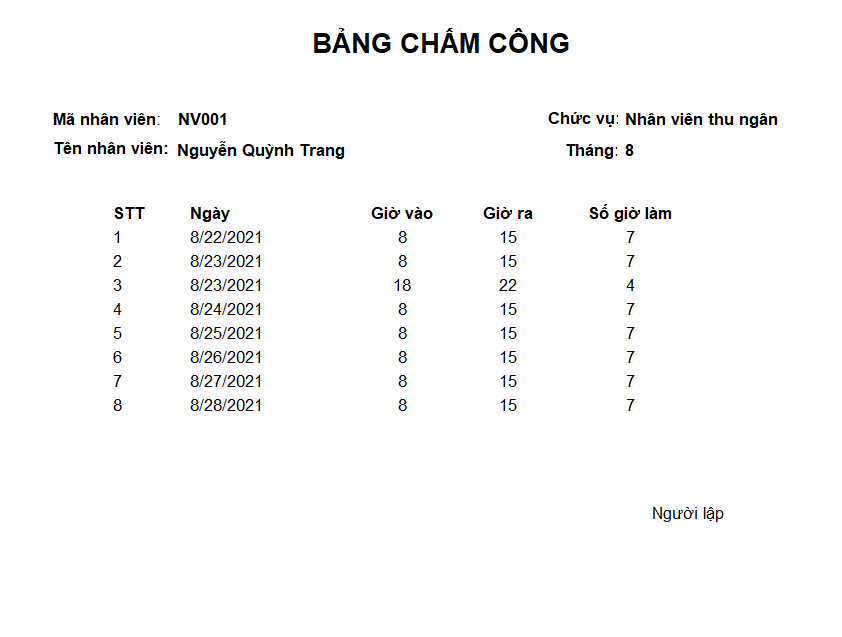 BẢNG CHẤM CÔNG
Mã nhân viên: NV001 Chức vụ: Nhân viên thu ngân
Tên nhân viên: Nguyễn Quỳnh Trang Tháng: 8
STT Ngày Giờ vào Giờ ra Số giờ làm
1 8/22/2021 8 15 7
2 8/23/2021 8 15 7
3 8/23/2021 18 22 4
4 8/24/2021 8 15 7
5 8/25/2021 8 15 7
6 8/26/2021 8 15 7
7 8/27/2021 8 15 7
8 8/28/2021 8 15 7
Người lập